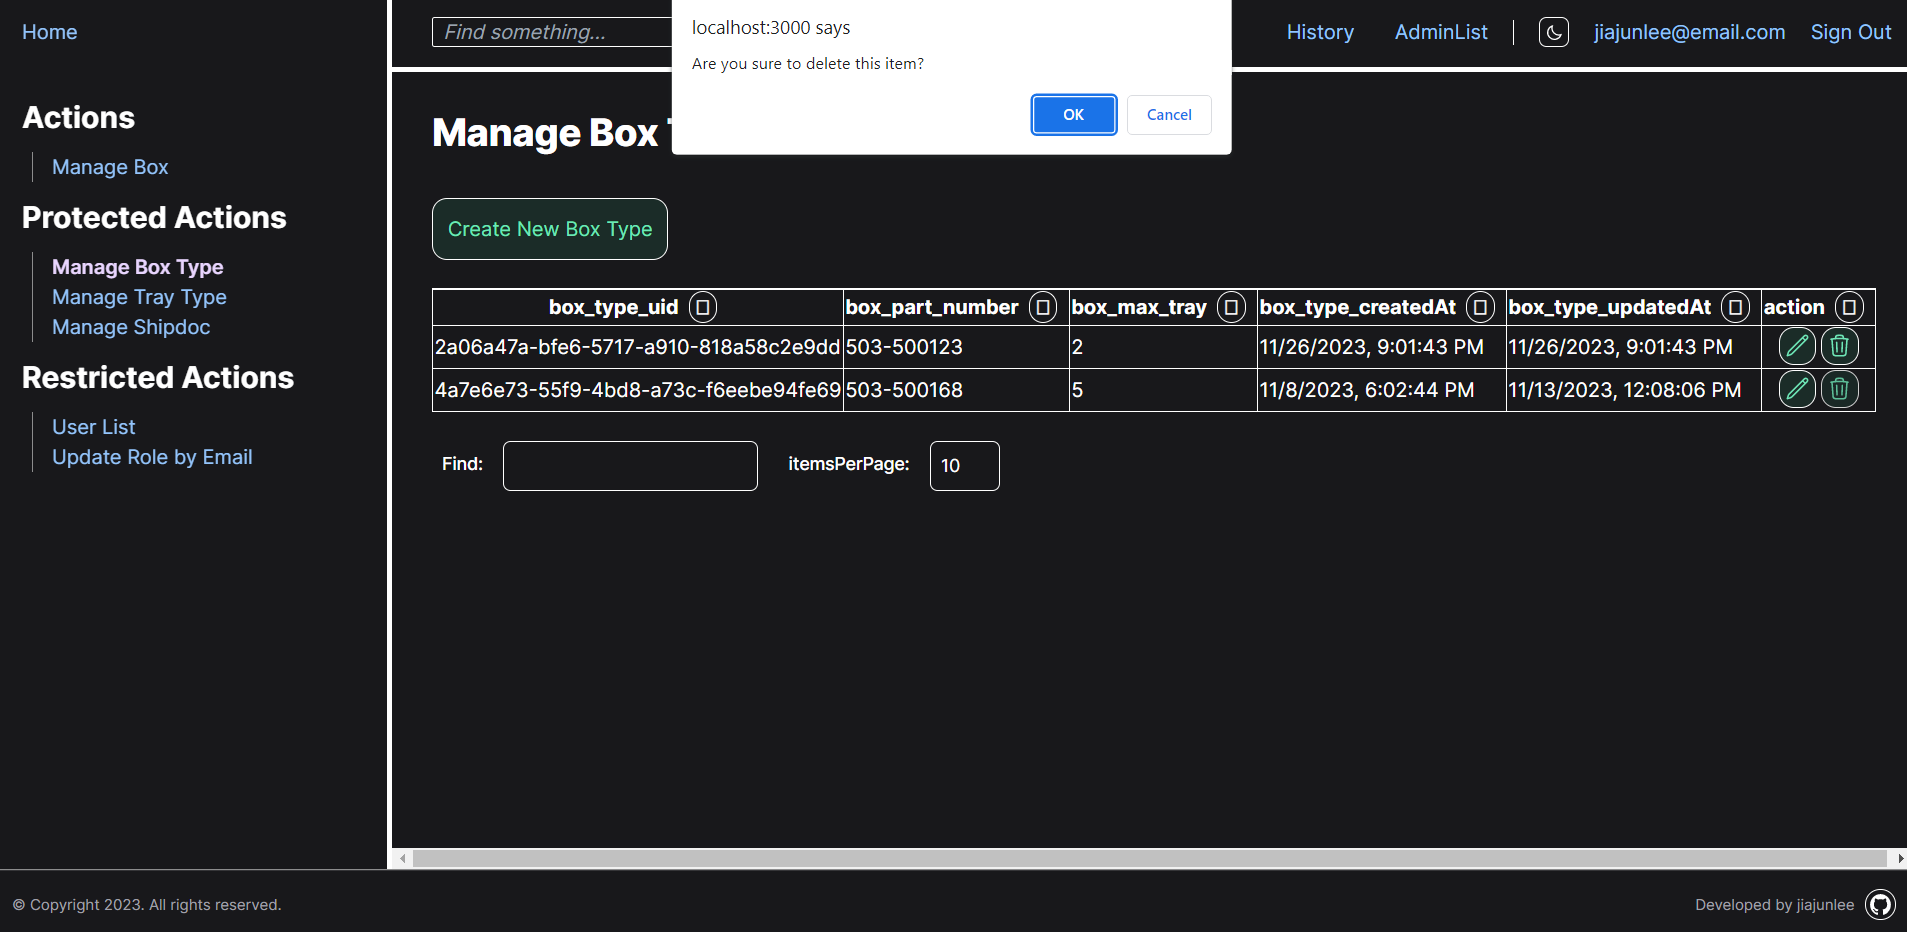 Home
Actions
Manage Box
Protected Actions
Manage Box Type
Manage Tray Type
Manage Shipdoc
Restricted Actions
User List
Update Role by Email
Find something...
History AdminList | jiajunlee@email.com Sign Out
localhost:3000 says
Are you sure to delete this item?
OK Cancel
Manage Box
Create New Box Type
box_type_uid box_part_number box_max_tray box_type_createdAt box_type_updatedAt action
2a06a47a-bfe6-5717-a910-818a58c2e9dd 503-500123 2 11/26/2023, 9:01:43 PM 11/26/2023, 9:01:43 PM
4a7e6e73-55f9-4bd8-a73c-f6eebe94fe69 503-500168 5 11/8/2023, 6:02:44 PM 11/13/2023, 12:08:06 PM
Find: itemsPerPage: 10
© Copyright 2023. All rights reserved.
Developed by jiajunlee